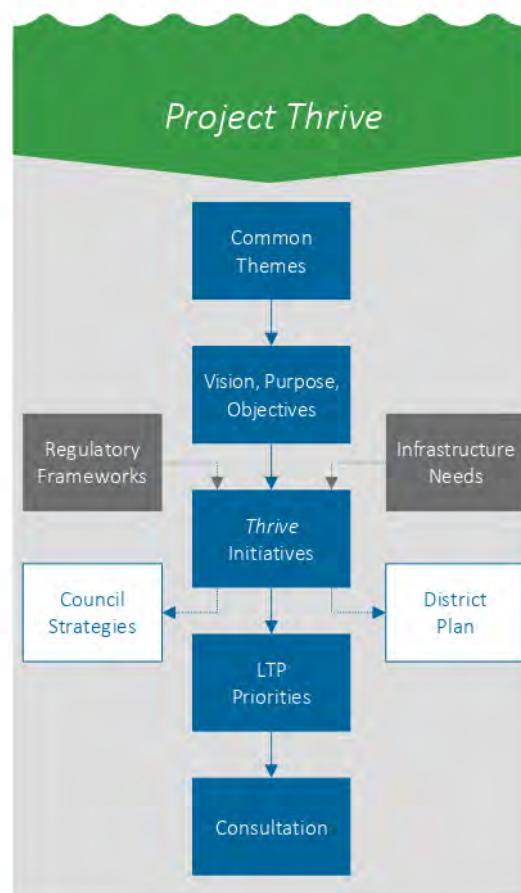 Project Thrive
Common
Themes
Vision, Purpose,
Objectives
Regulatory
Frameworks
Infrastructure
Needs
Thrive
Initiatives
Council
Strategies
District
Plan
LTP
Priorities
Consultation